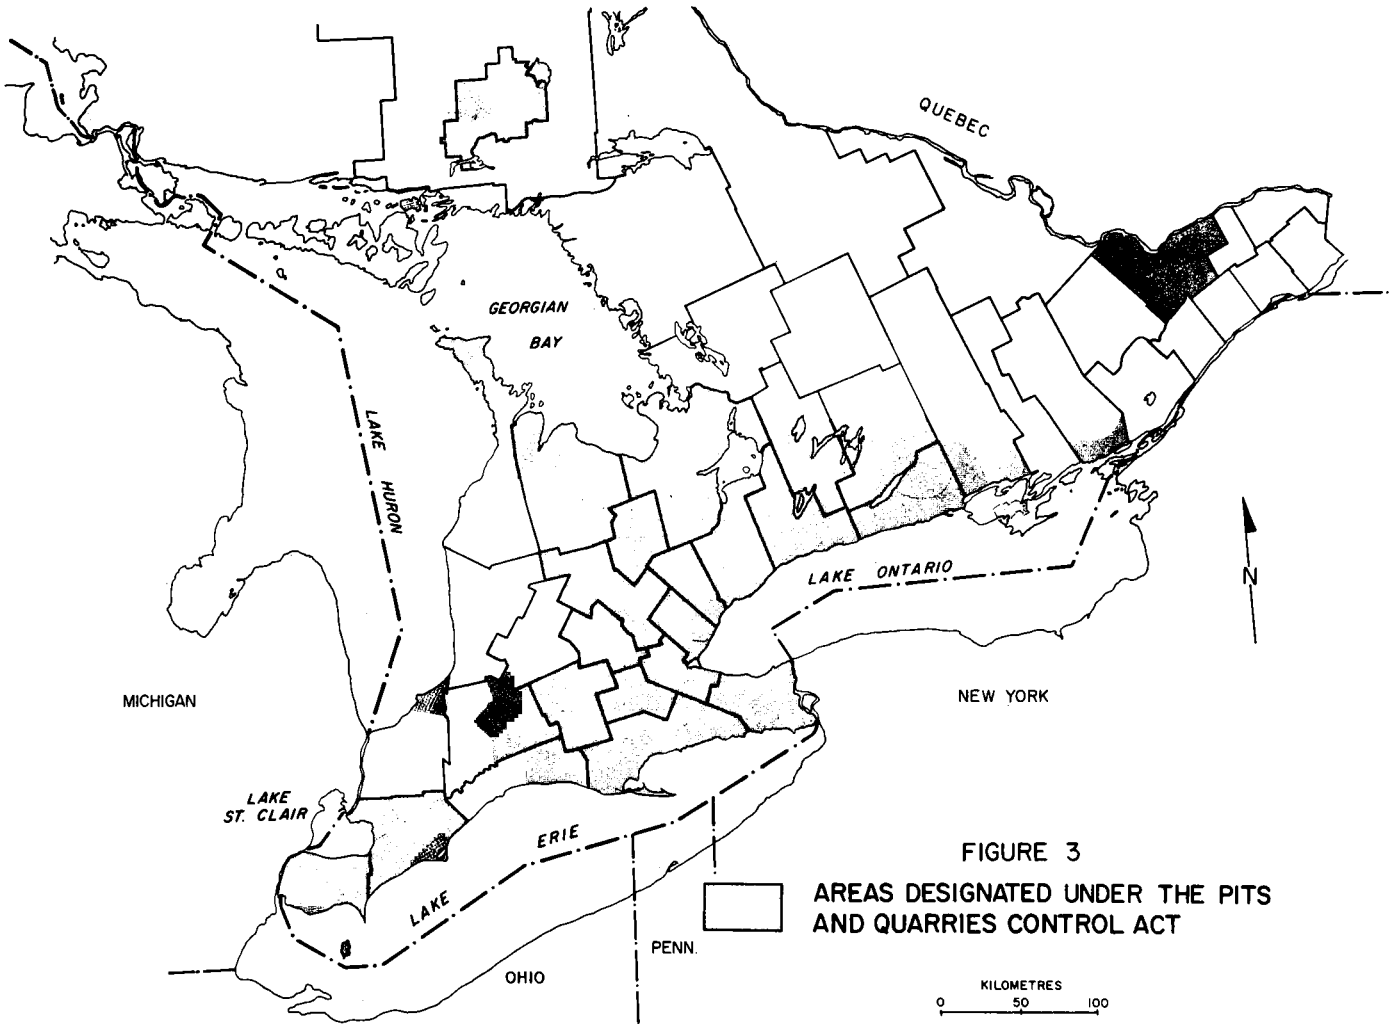 QUEBEC
GEORGIAN
BAY
LAKE HURON
LAKE ONTARIO
N
MICHIGAN
NEW YORK
LAKE
ST. CLAIR
LAKE ERIE
PENN.
OHIO
FIGURE 3
AREAS DESIGNATED UNDER THE PITS
AND QUARRIES CONTROL ACT
KILOMETRES
0 50 100